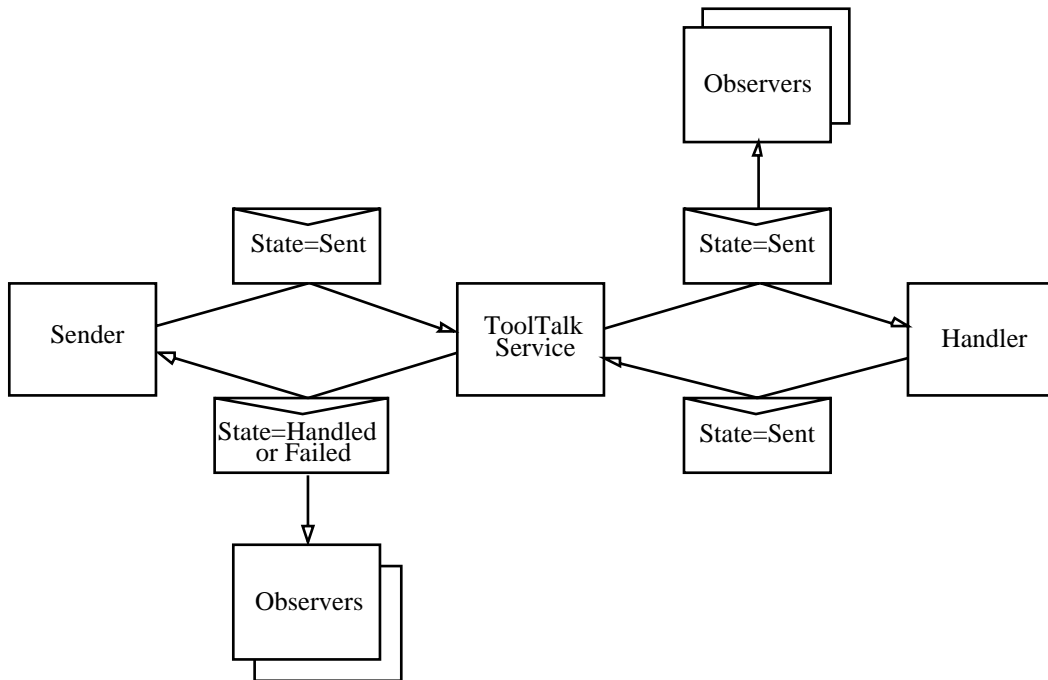 Observers
State=Sent
State=Sent
Sender
ToolTalk
Service
Handler
State=Handled
or Failed
State=Sent
Observers